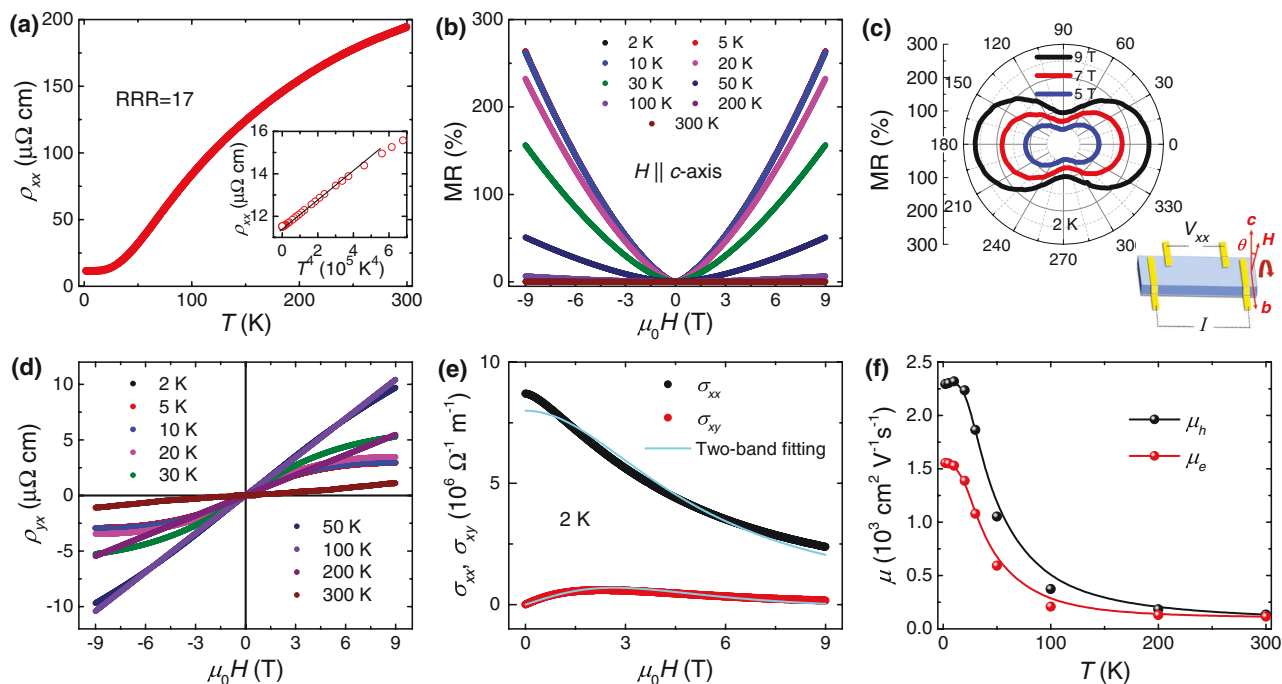 (a)
200
150
100
50
0
ρxx (μΩ cm)
RRR=17
16
14
12
ρxx (μΩ cm)
0 2 4 6
T⁴ (10⁵ K⁴)
0 100 200 300
T (K)
(b)
300
250
200
150
100
50
0
MR (%)
2 K 5 K
10 K 20 K
30 K 50 K
100 K 200 K
300 K
H || c-axis
-9 -6 -3 0 3 6 9
μ₀H (T)
(c)
300
200
100
0
100
200
300
MR (%)
90
120 60
150 30
180 0
210 330
240 30
270
9 T
7 T
5 T
2 K
Vxx
c
θ H
b
I
(d)
10
5
0
-5
-10
ρyx (μΩ cm)
2 K
5 K
10 K
20 K
30 K
50 K
100 K
200 K
300 K
-9 -6 -3 0 3 6 9
μ₀H (T)
(e)
10
5
0
σxx, σxy (10⁶ Ω⁻¹ m⁻¹)
σxx
σxy
Two-band fitting
2 K
0 3 6 9
μ₀H (T)
(f)
2.5
2.0
1.5
1.0
0.5
0.0
μ (10³ cm² V⁻¹s⁻¹)
μh
μe
0 100 200 300
T (K)